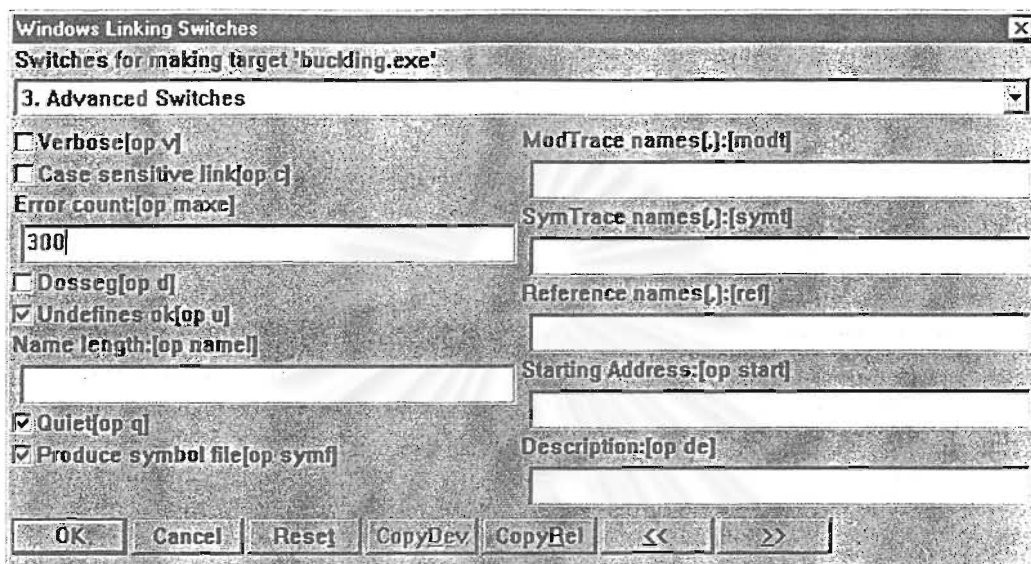 Windows Linking Switches
Switches for making target 'buckling.exe'
3. Advanced Switches
Verbose[op v]
Case sensitive link[op c]
Error count:[op maxe]
300
Dosseg[op d]
Undefines ok[op u]
Name length:[op namel]
Quiet[op q]
Produce symbol file[op symf]
ModTrace names[,]:[modt]
SymTrace names[,]:[symt]
Reference names[,]:[ref]
Starting Address:[op start]
Description:[op de]
OK Cancel Reset CopyDev CopyRel << >>